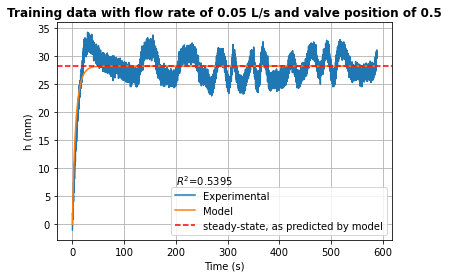 Training data with flow rate of 0.05 L/s and valve position of 0.5
h (mm)
35
30
25
20
15
10
5
0
R²=0.5395
Experimental
Model
steady-state, as predicted by model
0 100 200 300 400 500 600
Time (s)